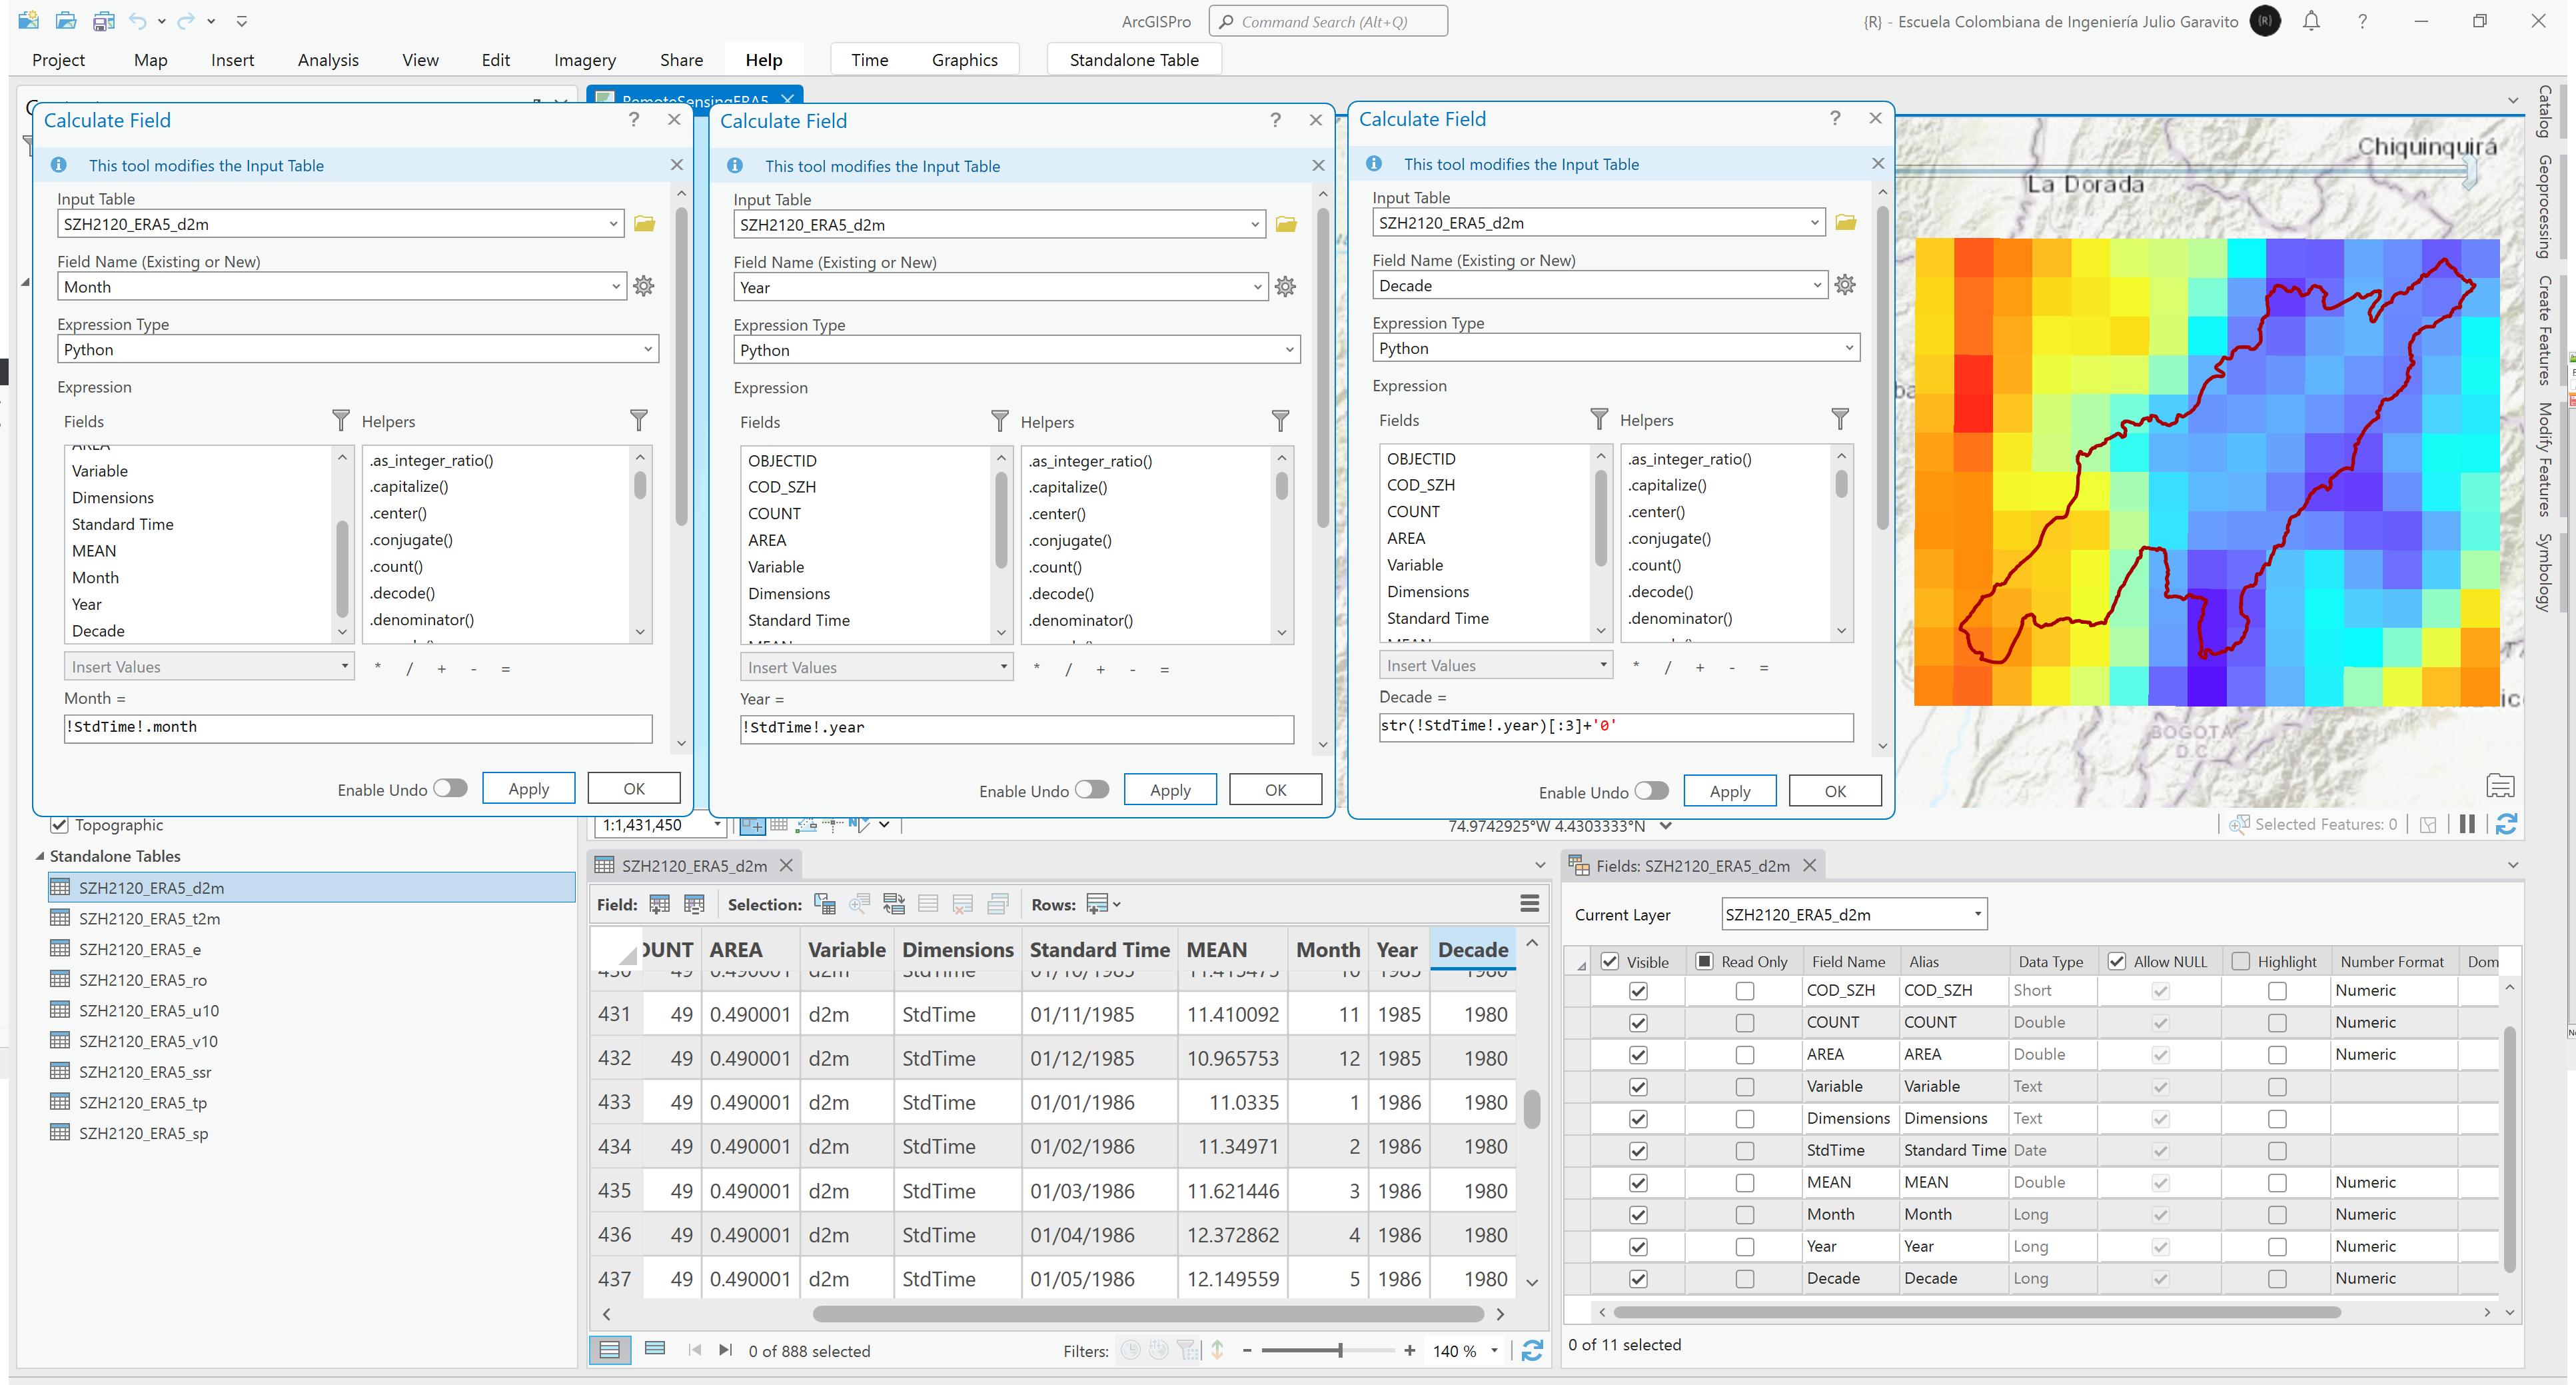 ArcGISPro
Command Search (Alt+Q)
{R} - Escuela Colombiana de Ingeniería Julio Garavito
{R}
?
Project
Map
Insert
Analysis
View
Edit
Imagery
Share
Help
Time
Graphics
Standalone Table
RemoteSensingERA5
Calculate Field
?
This tool modifies the Input Table
Input Table
SZH2120_ERA5_d2m
Field Name (Existing or New)
Month
Expression Type
Python
Expression
Fields
Helpers
AREA
Variable
Dimensions
Standard Time
MEAN
Month
Year
Decade
.as_integer_ratio()
.capitalize()
.center()
.conjugate()
.count()
.decode()
.denominator()
Insert Values
* / + - =
Month =
!StdTime!.month
Enable Undo
Apply
OK
Calculate Field
?
This tool modifies the Input Table
Input Table
SZH2120_ERA5_d2m
Field Name (Existing or New)
Year
Expression Type
Python
Expression
Fields
Helpers
OBJECTID
COD_SZH
COUNT
AREA
Variable
Dimensions
Standard Time
MEAN
.as_integer_ratio()
.capitalize()
.center()
.conjugate()
.count()
.decode()
.denominator()
Insert Values
* / + - =
Year =
!StdTime!.year
Enable Undo
Apply
OK
Calculate Field
?
This tool modifies the Input Table
Input Table
SZH2120_ERA5_d2m
Field Name (Existing or New)
Decade
Expression Type
Python
Expression
Fields
Helpers
OBJECTID
COD_SZH
COUNT
AREA
Variable
Dimensions
Standard Time
MEAN
.as_integer_ratio()
.capitalize()
.center()
.conjugate()
.count()
.decode()
.denominator()
Insert Values
* / + - =
Decade =
str(!StdTime!.year)[:3]+'0'
Enable Undo
Apply
OK
Chiquinquirá
La Dorada
BOGOTÁ
D.C.
Catalog
Geoprocessing
Create Features
Modify Features
Symbology
Topographic
1:1,431,450
74.9742925°W 4.4303333°N
Selected Features: 0
Standalone Tables
SZH2120_ERA5_d2m
SZH2120_ERA5_t2m
SZH2120_ERA5_e
SZH2120_ERA5_ro
SZH2120_ERA5_u10
SZH2120_ERA5_v10
SZH2120_ERA5_ssr
SZH2120_ERA5_tp
SZH2120_ERA5_sp
SZH2120_ERA5_d2m
Field:
Selection:
Rows:
OUNT AREA Variable Dimensions Standard Time MEAN Month Year Decade
430 49 0.490001 d2m StdTime 01/10/1985 11.415473 10 1985 1980
431 49 0.490001 d2m StdTime 01/11/1985 11.410092 11 1985 1980
432 49 0.490001 d2m StdTime 01/12/1985 10.965753 12 1985 1980
433 49 0.490001 d2m StdTime 01/01/1986 11.0335 1 1986 1980
434 49 0.490001 d2m StdTime 01/02/1986 11.34971 2 1986 1980
435 49 0.490001 d2m StdTime 01/03/1986 11.621446 3 1986 1980
436 49 0.490001 d2m StdTime 01/04/1986 12.372862 4 1986 1980
437 49 0.490001 d2m StdTime 01/05/1986 12.149559 5 1986 1980
0 of 888 selected
Filters:
- + 140 %
Fields: SZH2120_ERA5_d2m
Current Layer
SZH2120_ERA5_d2m
Visible Read Only Field Name Alias Data Type Allow NULL Highlight Number Format Dom
COD_SZH COD_SZH Short Numeric
COUNT COUNT Double Numeric
AREA AREA Double Numeric
Variable Variable Text
Dimensions Dimensions Text
StdTime Standard Time Date
MEAN MEAN Double Numeric
Month Month Long Numeric
Year Year Long Numeric
Decade Decade Long Numeric
0 of 11 selected